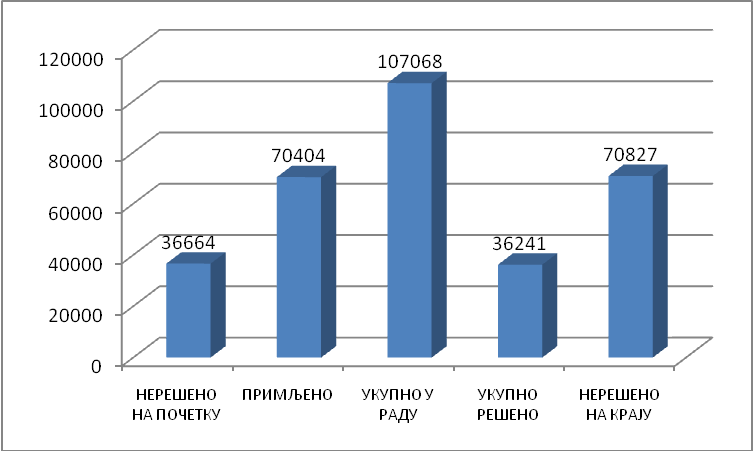 120000
100000
80000
60000
40000
20000
0
36664
70404
107068
36241
70827
НЕРЕШЕНО
НА ПОЧЕТКУ
ПРИМЉЕНО
УКУПНО У
РАДУ
УКУПНО
РЕШЕНО
НЕРЕШЕНО
НА КРАЈУ